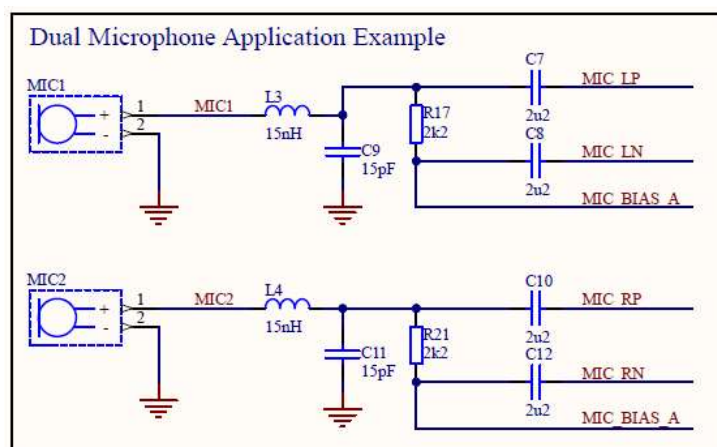 Dual Microphone Application Example
MIC1
+
-
1
2
MIC1
L3
15nH
C9
15pF
R17
2k2
C7
2u2
MIC_LP
C8
2u2
MIC_LN
MIC_BIAS_A
MIC2
+
-
1
2
MIC2
L4
15nH
C11
15pF
R21
2k2
C10
2u2
MIC_RP
C12
2u2
MIC_RN
MIC_BIAS_A